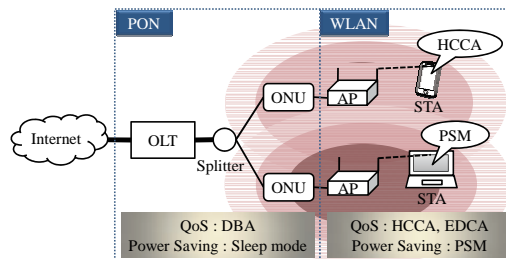 PON
WLAN
HCCA
ONU
AP
STA
Internet
OLT
Splitter
PSM
ONU
AP
STA
QoS : DBA
Power Saving : Sleep mode
QoS : HCCA, EDCA
Power Saving : PSM